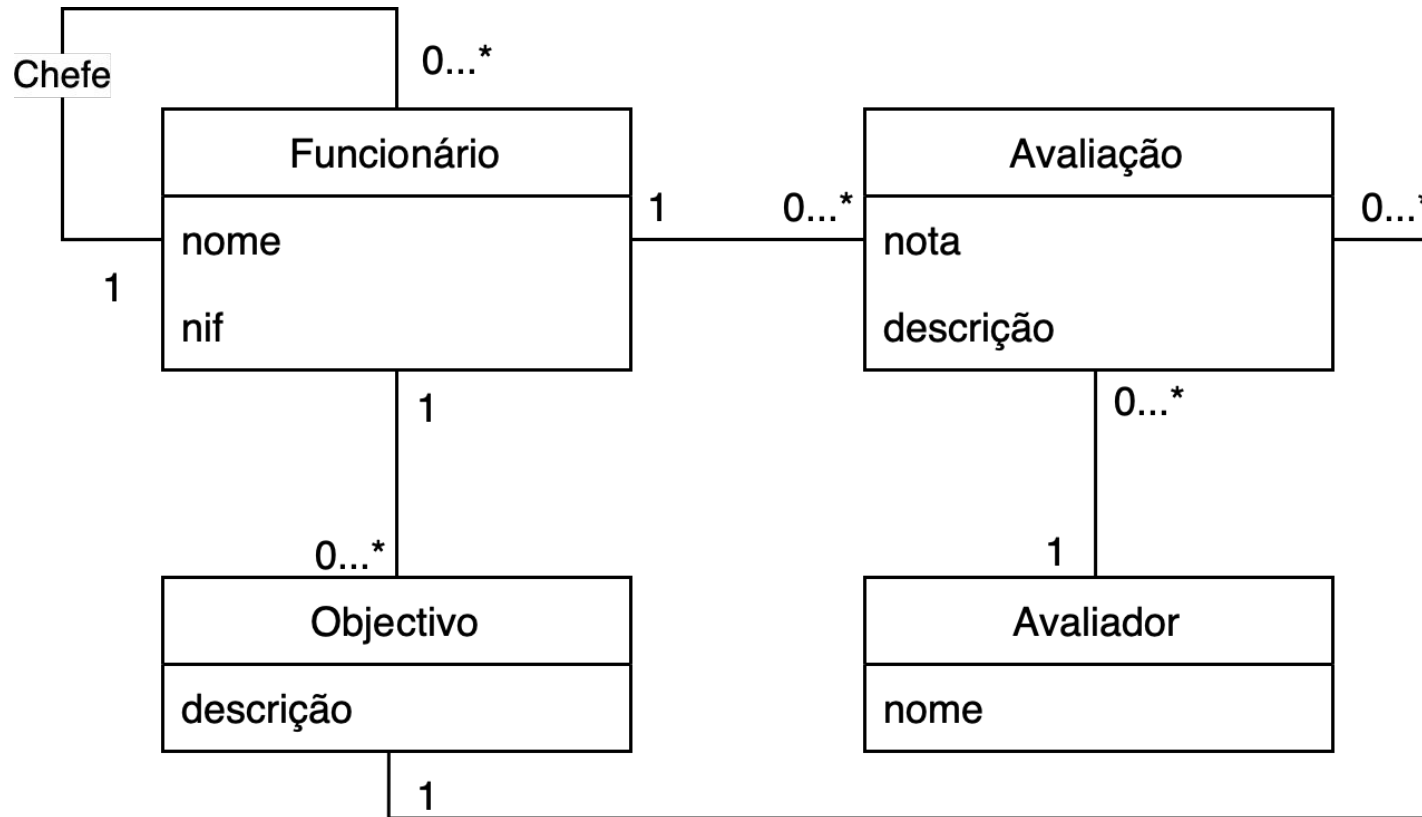 0...*
Chefe
Funcionário
Avaliação
1
0...*
0...*
nome
nota
1
nif
descrição
1
0...*
0...*
1
Objectivo
Avaliador
descrição
nome
1